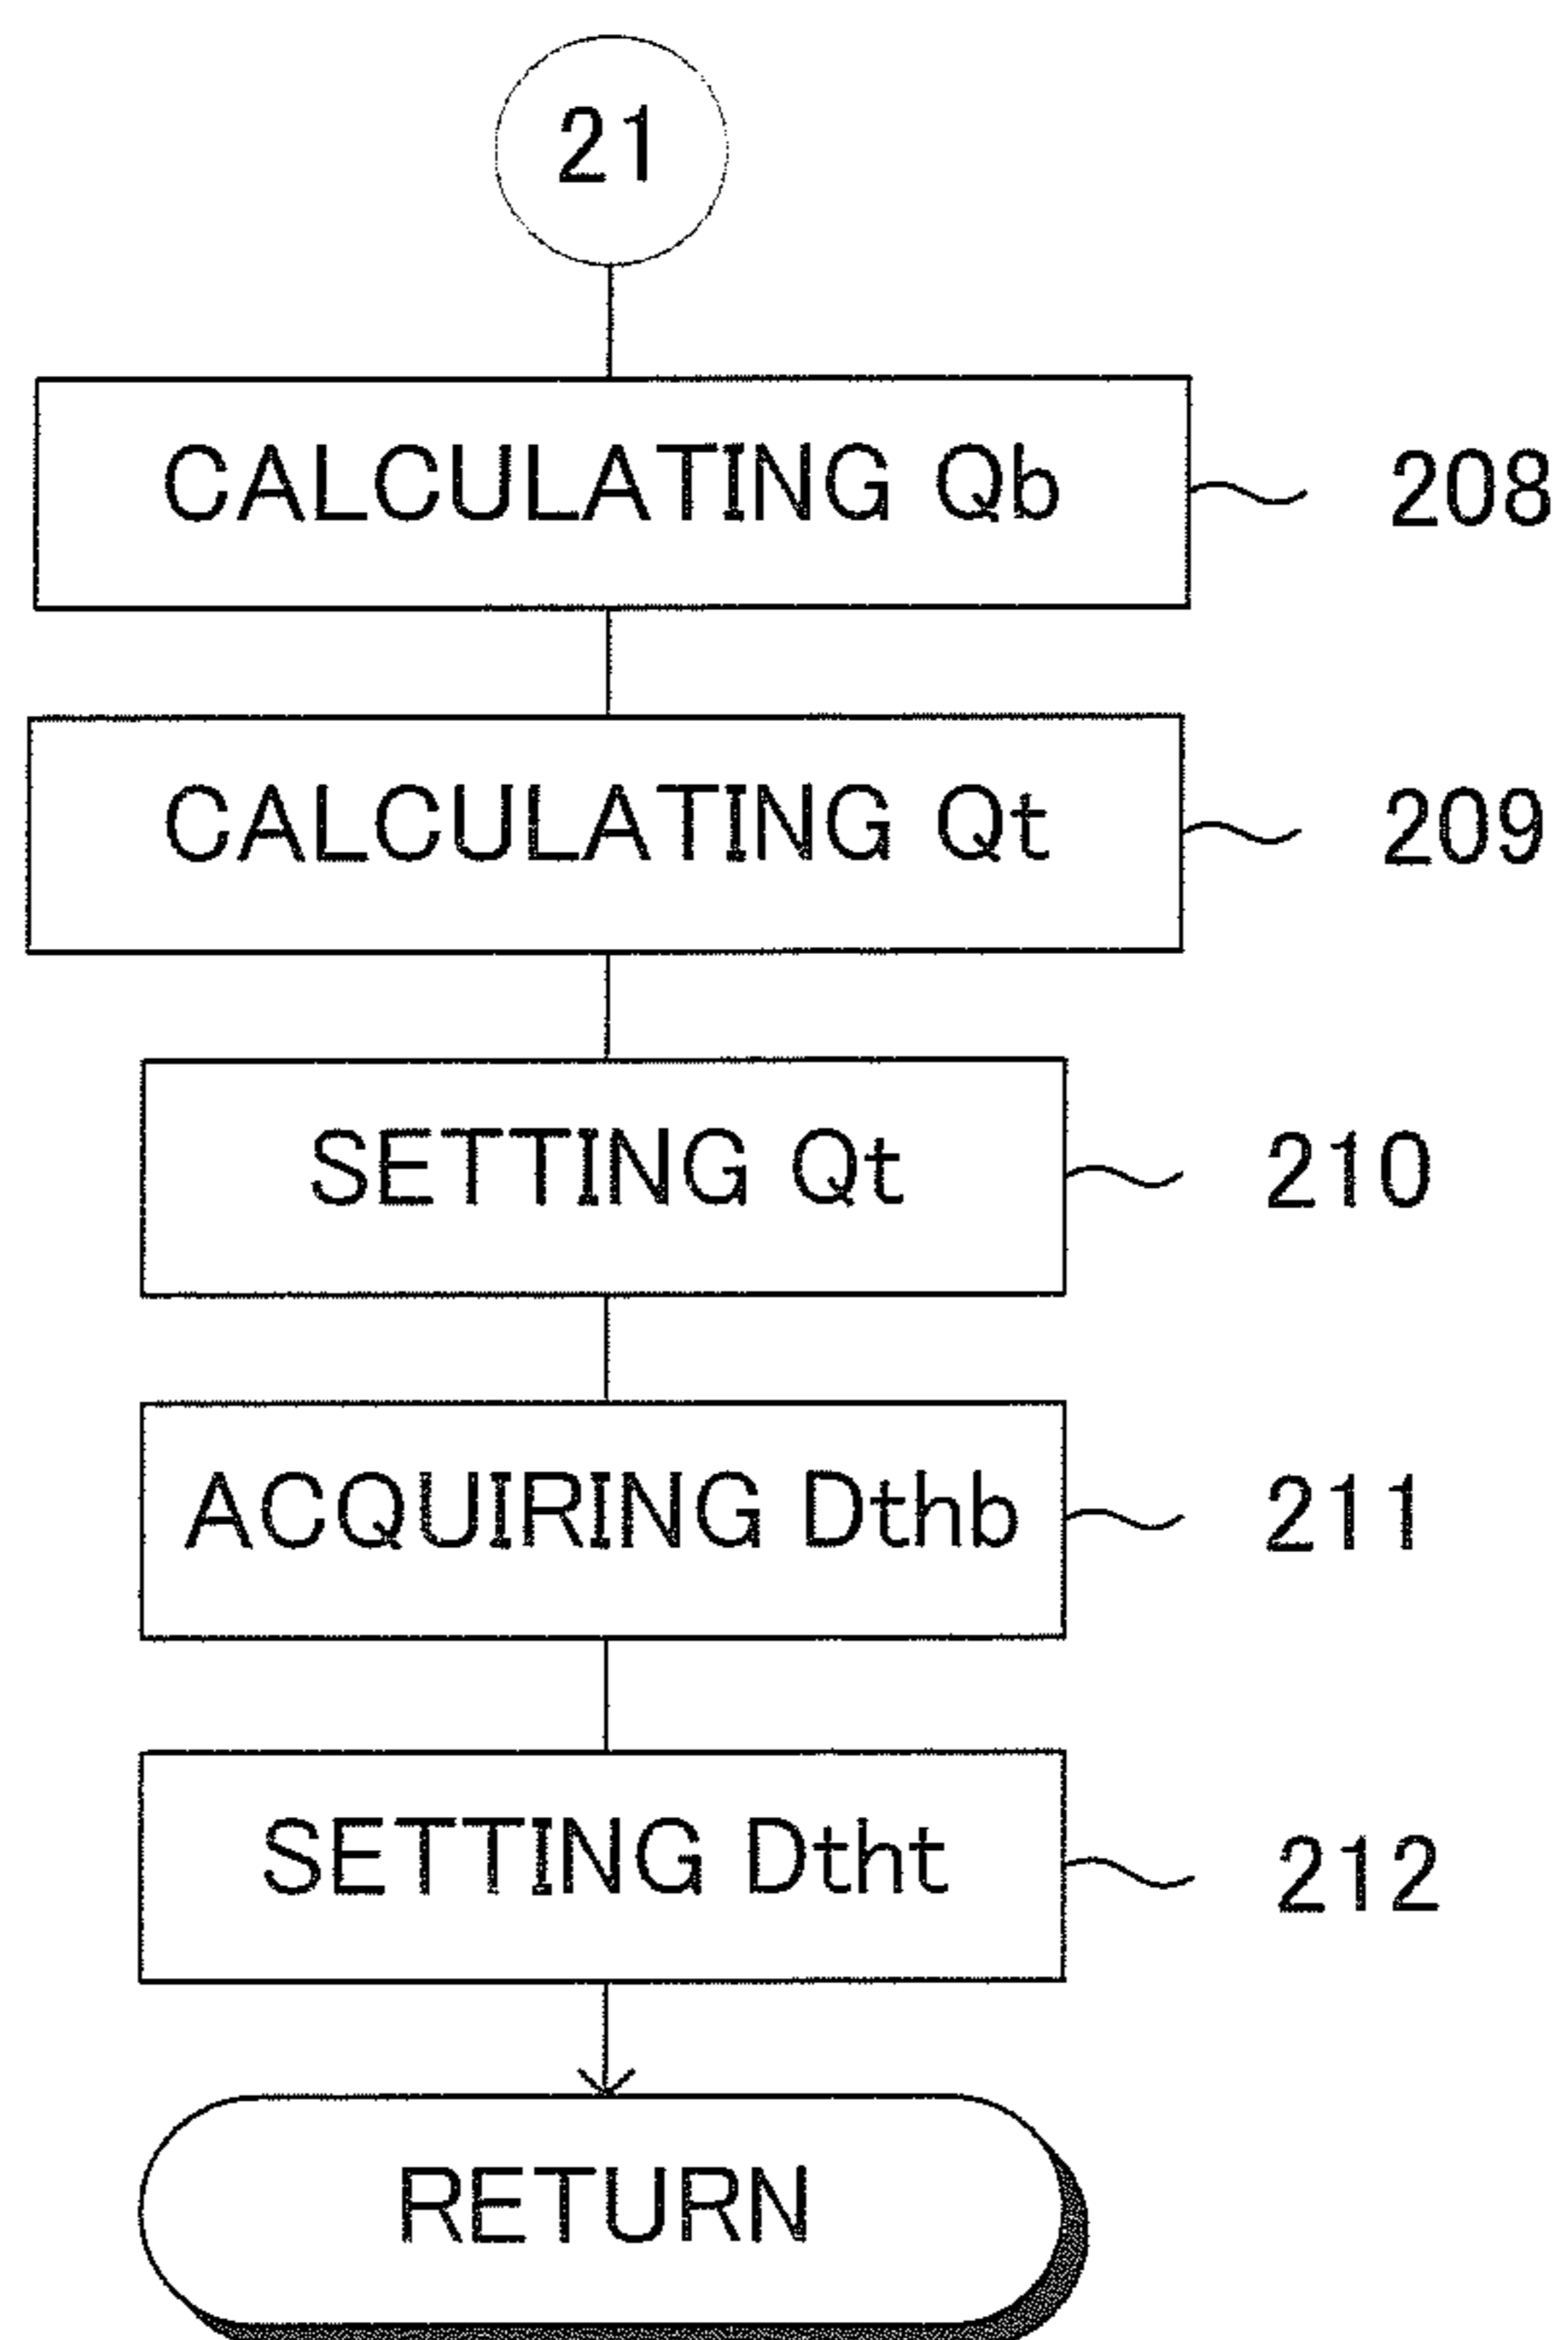 21
CALCULATING Qb 208
CALCULATING Qt 209
SETTING Qt 210
ACQUIRING Dthb 211
SETTING Dtht 212
RETURN